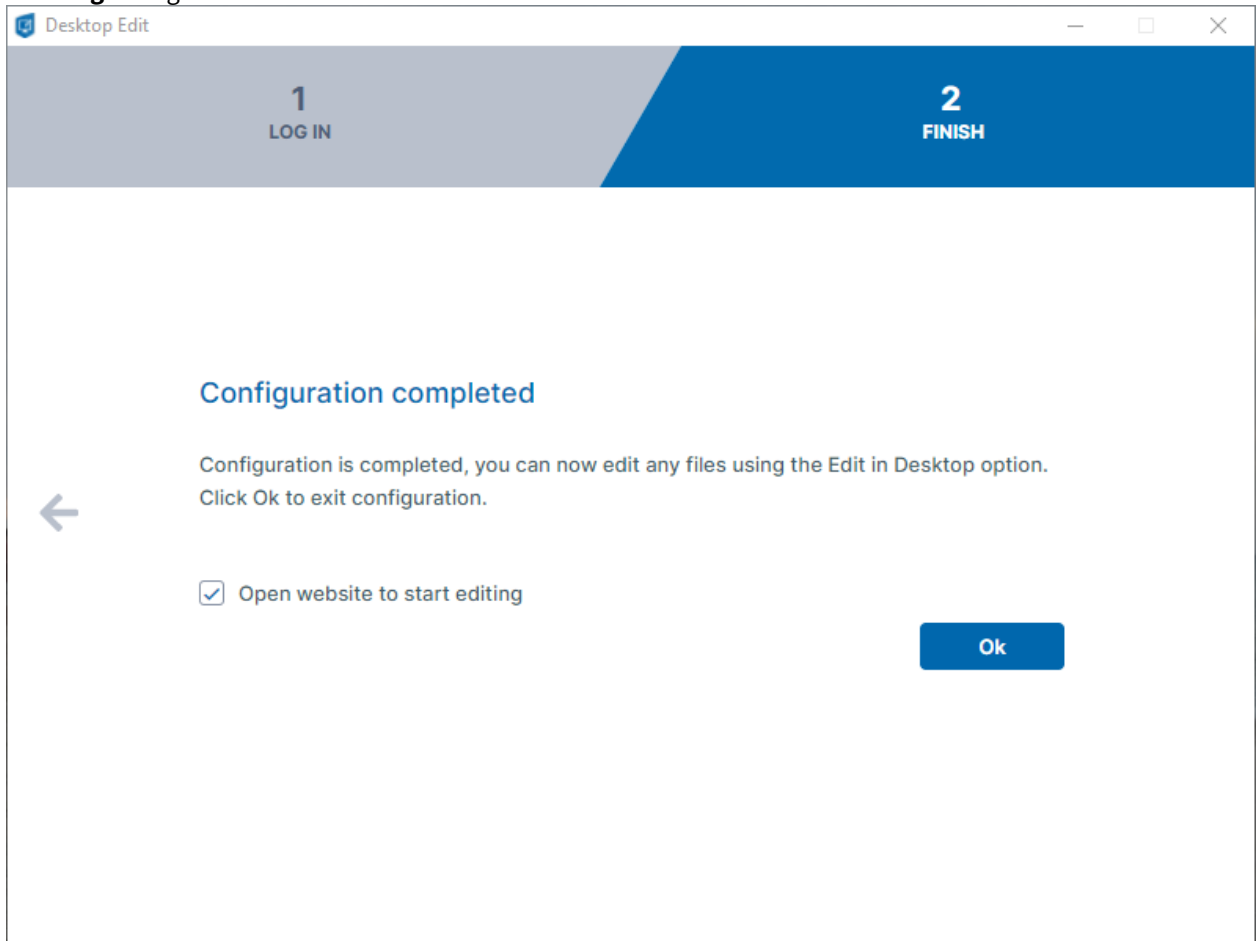 Desktop Edit
1
LOG IN
2
FINISH
Configuration completed
Configuration is completed, you can now edit any files using the Edit in Desktop option.
Click Ok to exit configuration.
Open website to start editing
Ok